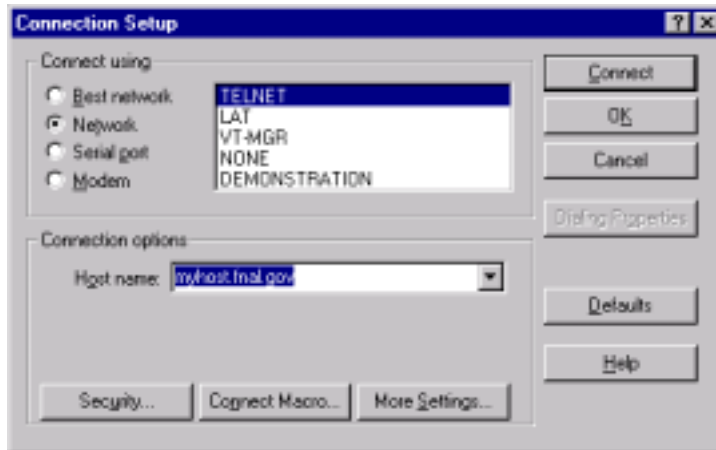 Connection Setup
Connect using
Best network
Network
Serial port
Modem
TELNET
LAT
VT-MGR
NONE
DEMONSTRATION
Connect
OK
Cancel
Dialing Properties
Connection options
Host name: myhost.fnal.gov
Defaults
Help
Security...
Connect Macro...
More Settings...